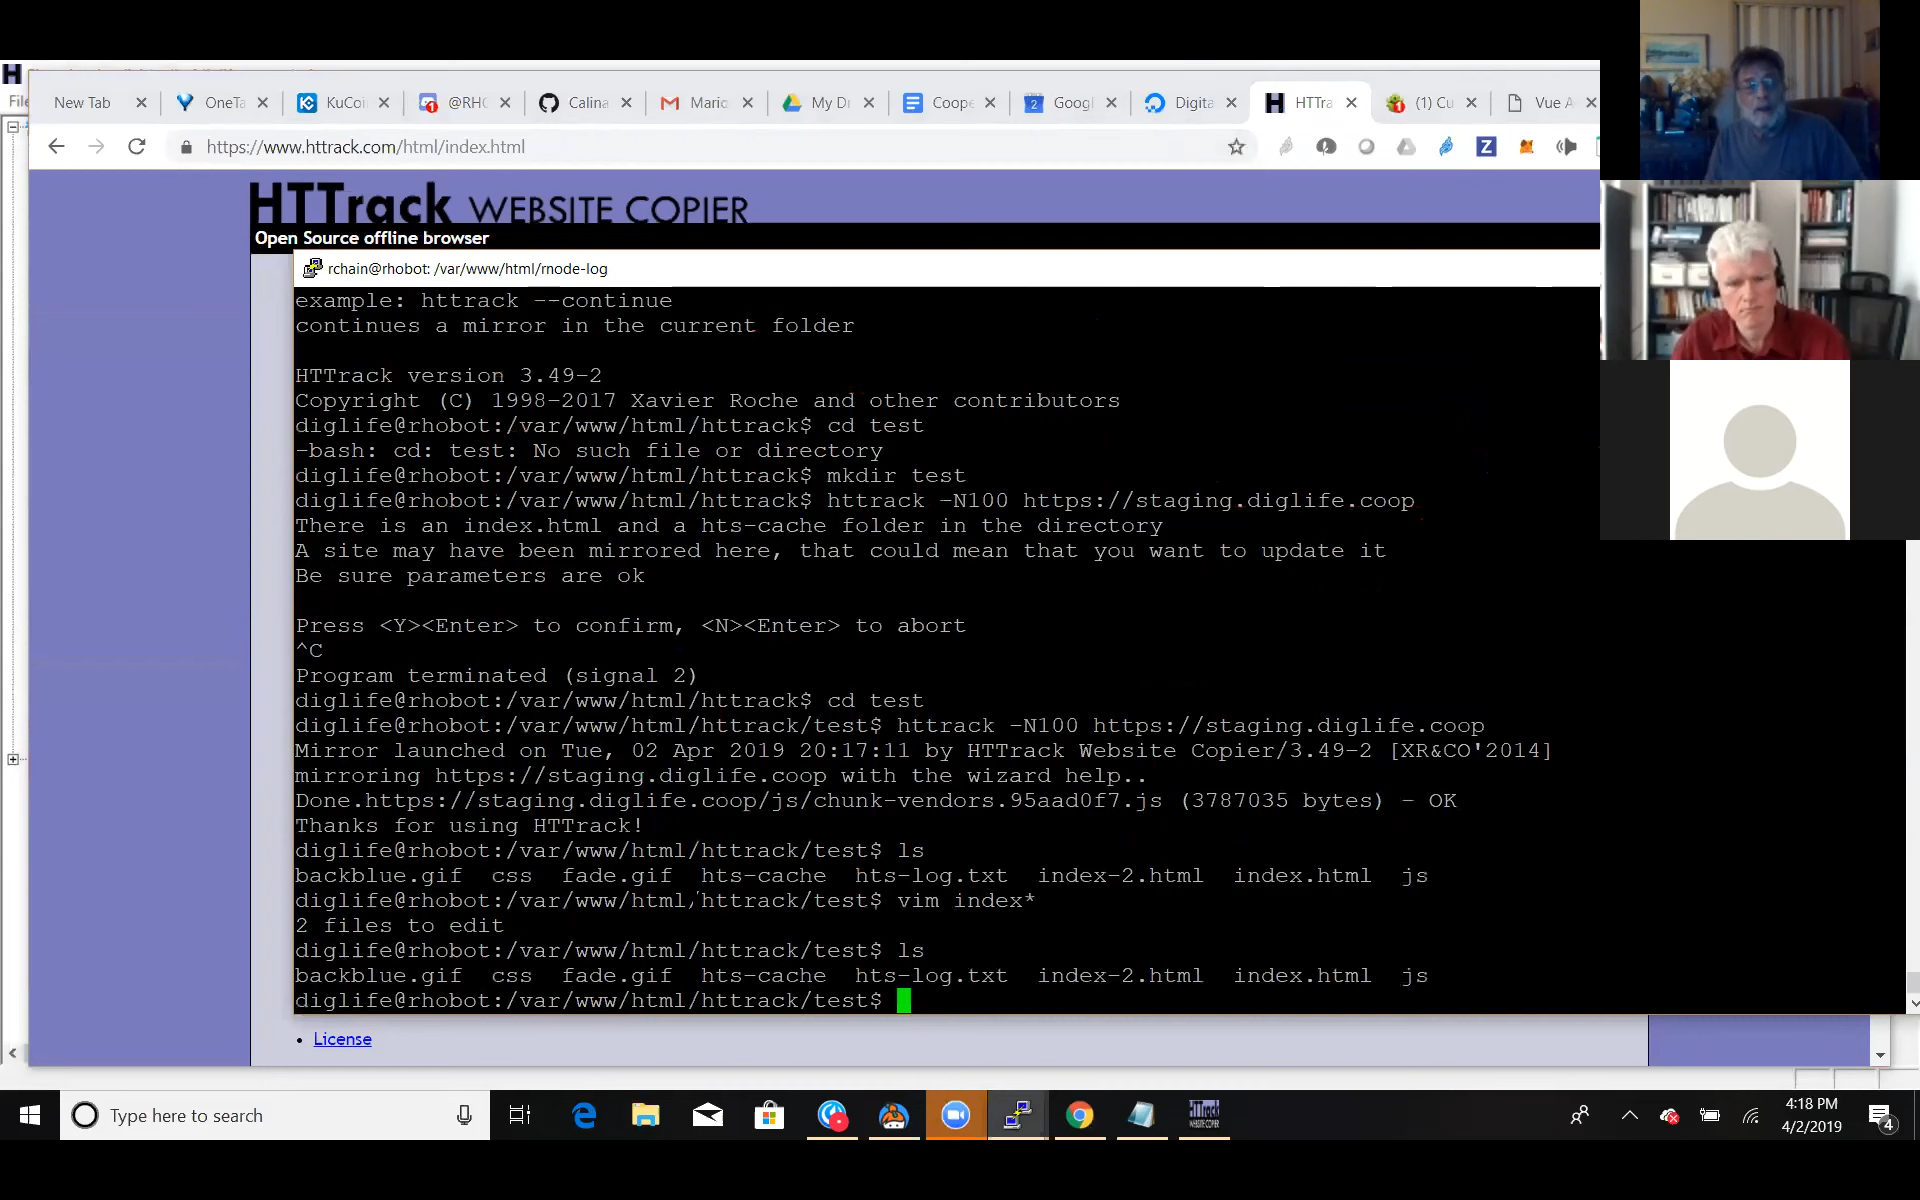 H
File
New Tab
OneTa
KuCoi
@RHC
Calina
Mario
My Dr
Coope
2 Googl
Digita
H HTTra
(1) Cu
Vue A
https://www.httrack.com/html/index.html
Z
HTTrack WEBSITE COPIER
Open Source offline browser
rchain@rhobot: /var/www/html/rnode-log
example: httrack --continue
continues a mirror in the current folder
HTTrack version 3.49-2
Copyright (C) 1998-2017 Xavier Roche and other contributors
diglife@rhobot:/var/www/html/httrack$ cd test
-bash: cd: test: No such file or directory
diglife@rhobot:/var/www/html/httrack$ mkdir test
diglife@rhobot:/var/www/html/httrack$ httrack -N100 https://staging.diglife.coop
There is an index.html and a hts-cache folder in the directory
A site may have been mirrored here, that could mean that you want to update it
Be sure parameters are ok
Press <Y><Enter> to confirm, <N><Enter> to abort
^C
Program terminated (signal 2)
diglife@rhobot:/var/www/html/httrack$ cd test
diglife@rhobot:/var/www/html/httrack/test$ httrack -N100 https://staging.diglife.coop
Mirror launched on Tue, 02 Apr 2019 20:17:11 by HTTrack Website Copier/3.49-2 [XR&CO'2014]
mirroring https://staging.diglife.coop with the wizard help..
Done.https://staging.diglife.coop/js/chunk-vendors.95aad0f7.js (3787035 bytes) - OK
Thanks for using HTTrack!
diglife@rhobot:/var/www/html/httrack/test$ ls
backblue.gif css fade.gif hts-cache hts-log.txt index-2.html index.html js
diglife@rhobot:/var/www/html/httrack/test$ vim index*
2 files to edit
diglife@rhobot:/var/www/html/httrack/test$ ls
backblue.gif css fade.gif hts-cache hts-log.txt index-2.html index.html js
diglife@rhobot:/var/www/html/httrack/test$
• License
Type here to search
HTTrack WEBSITE COPIER
4:18 PM
4/2/2019
4